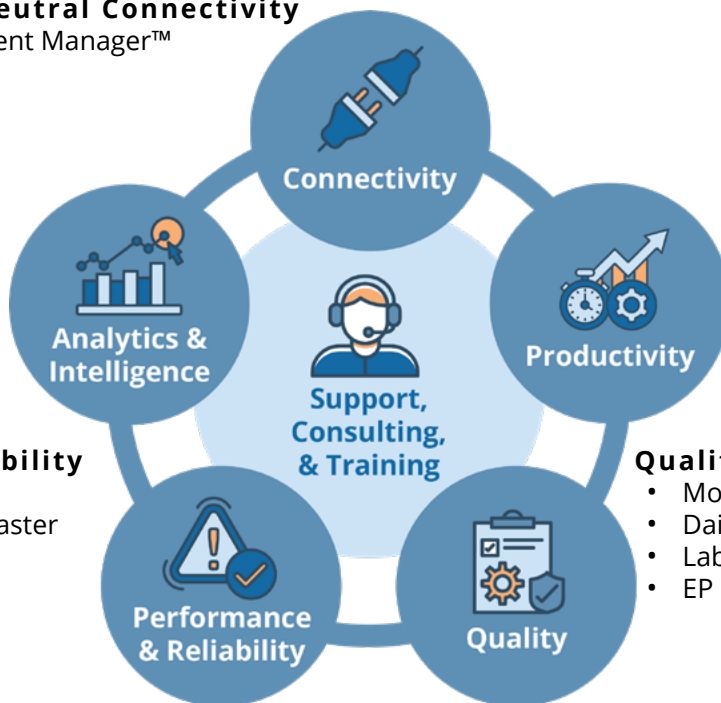 eutral Connectivity
ent Manager™
Connectivity
Analytics &
Intelligence
Productivity
Support,
Consulting,
& Training
bility
aster
Quali
• Mo
• Dai
• Lab
• EP
Performance
& Reliability
Quality